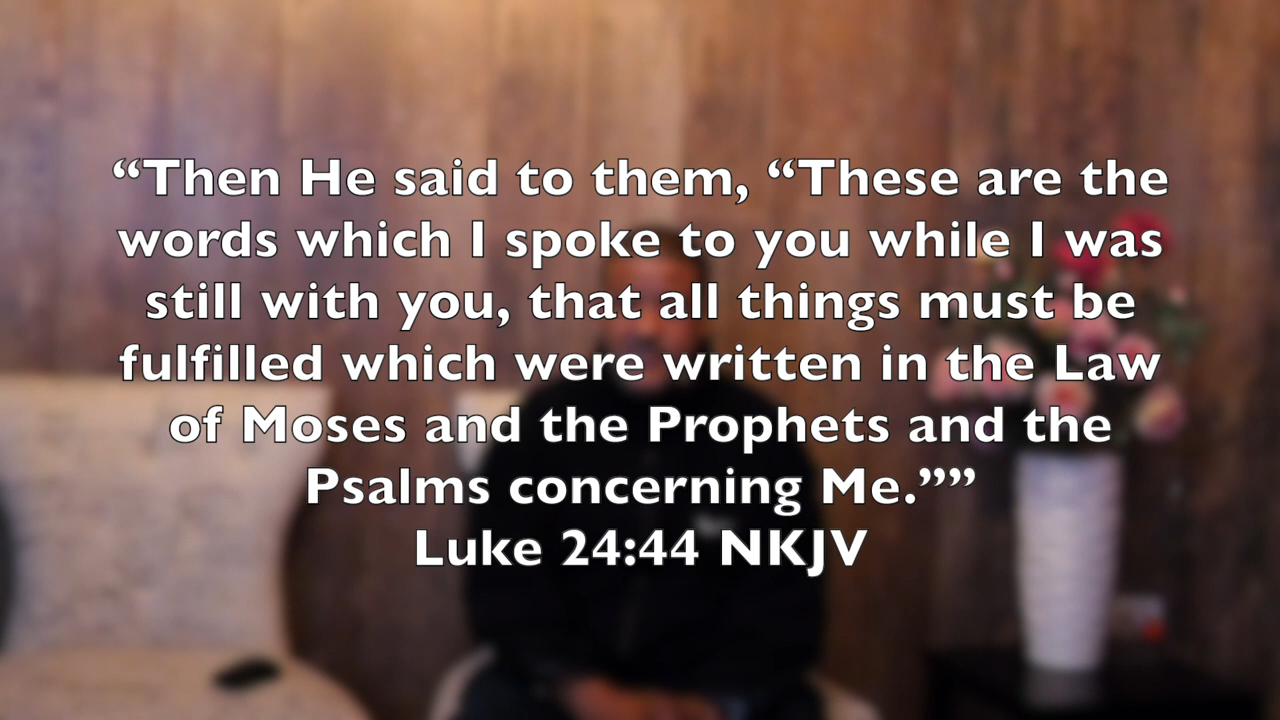 “Then He said to them, “These are the
words which I spoke to you while I was
still with you, that all things must be
fulfilled which were written in the Law
of Moses and the Prophets and the
Psalms concerning Me.””
Luke 24:44 NKJV